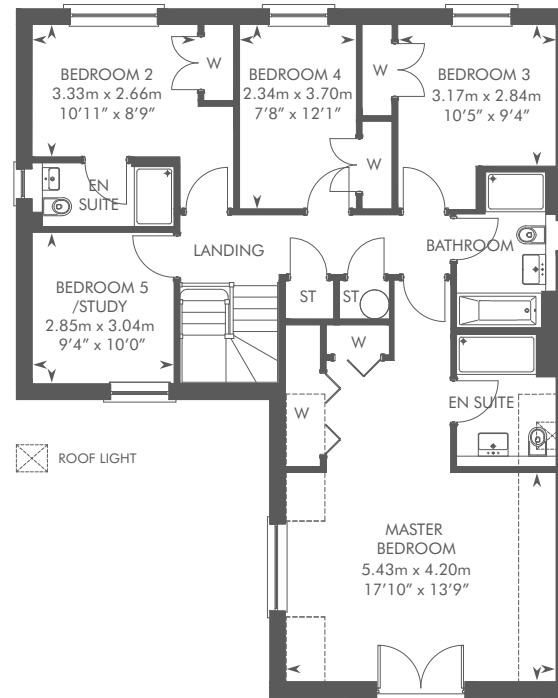 BEDROOM 2
3.33m x 2.66m
10’11” x 8’9”
W
BEDROOM 4
2.34m x 3.70m
7’8” x 12’1”
W
W
BEDROOM 3
3.17m x 2.84m
10’5” x 9’4”
EN
SUITE
LANDING
BATHROOM
BEDROOM 5
/STUDY
2.85m x 3.04m
9’4” x 10’0”
ST
ST
W
W
EN SUITE
ROOF LIGHT
MASTER
BEDROOM
5.43m x 4.20m
17’10” x 13’9”